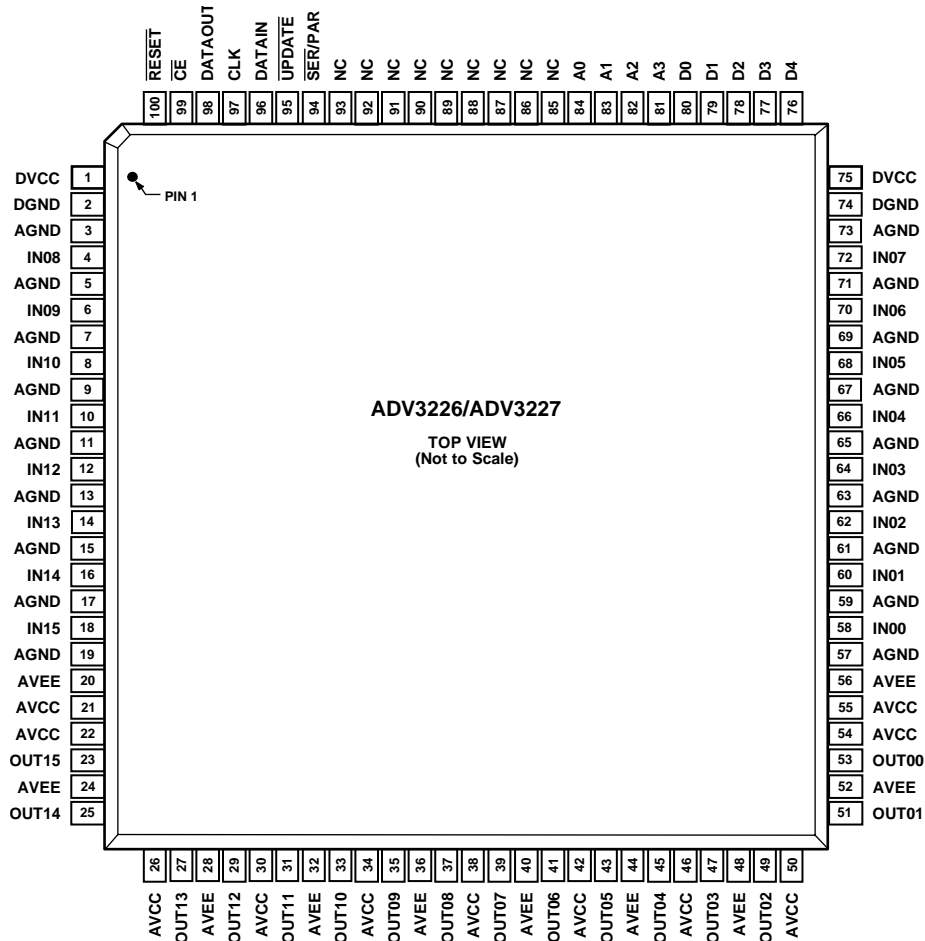 RESET
CE
DATAOUT
CLK
DATAIN
UPDATE
SER/PAR
NC
NC
NC
NC
NC
NC
NC
NC
NC
A0
A1
A2
A3
D0
D1
D2
D3
D4
100 99 98 97 96 95 94 93 92 91 90 89 88 87 86 85 84 83 82 81 80 79 78 77 76
DVCC 1
DGND 2
AGND 3
IN08 4
AGND 5
IN09 6
AGND 7
IN10 8
AGND 9
IN11 10
AGND 11
IN12 12
AGND 13
IN13 14
AGND 15
IN14 16
AGND 17
IN15 18
AGND 19
AVEE 20
AVCC 21
AVCC 22
OUT15 23
AVEE 24
OUT14 25
PIN 1
ADV3226/ADV3227
TOP VIEW
(Not to Scale)
75 DVCC
74 DGND
73 AGND
72 IN07
71 AGND
70 IN06
69 AGND
68 IN05
67 AGND
66 IN04
65 AGND
64 IN03
63 AGND
62 IN02
61 AGND
60 IN01
59 AGND
58 IN00
57 AGND
56 AVEE
55 AVCC
54 AVCC
53 OUT00
52 AVEE
51 OUT01
26 27 28 29 30 31 32 33 34 35 36 37 38 39 40 41 42 43 44 45 46 47 48 49 50
AVCC
OUT13
AVEE
OUT12
AVCC
OUT11
AVEE
OUT10
AVCC
OUT09
AVEE
OUT08
AVCC
OUT07
AVEE
OUT06
AVCC
OUT05
AVEE
OUT04
AVCC
OUT03
AVEE
OUT02
AVCC